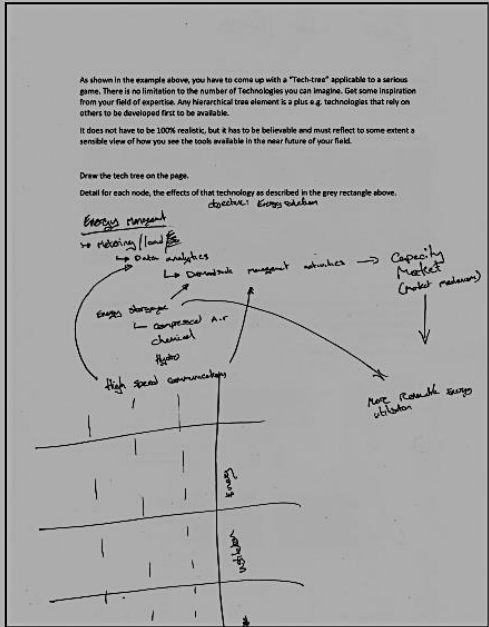 As shown in the example above, you have to come up with a "Tech-tree" applicable to a serious
game. There is no limitation to the number of Technologies you can imagine. Get some inspiration
from your field of expertise. Any hierarchical tree element is a plus e.g. technologies that rely on
others to be developed first to be available.
It does not have to be 100% realistic, but it has to be believable and must reflect to some extent a
sensible view of how you see the tools available in the near future of your field.
Drew the tech tree on the page.
Detail for each node, the effects of that technology as described in the grey rectangle above.
objective: Energy
Energy Management
Metering / load
Data analytics
management activities
Capacity
Market
(market mechanism)
Energy storage
compressed Air
chemical
Hydro
High speed communications
More Renewable Energy
utilisation